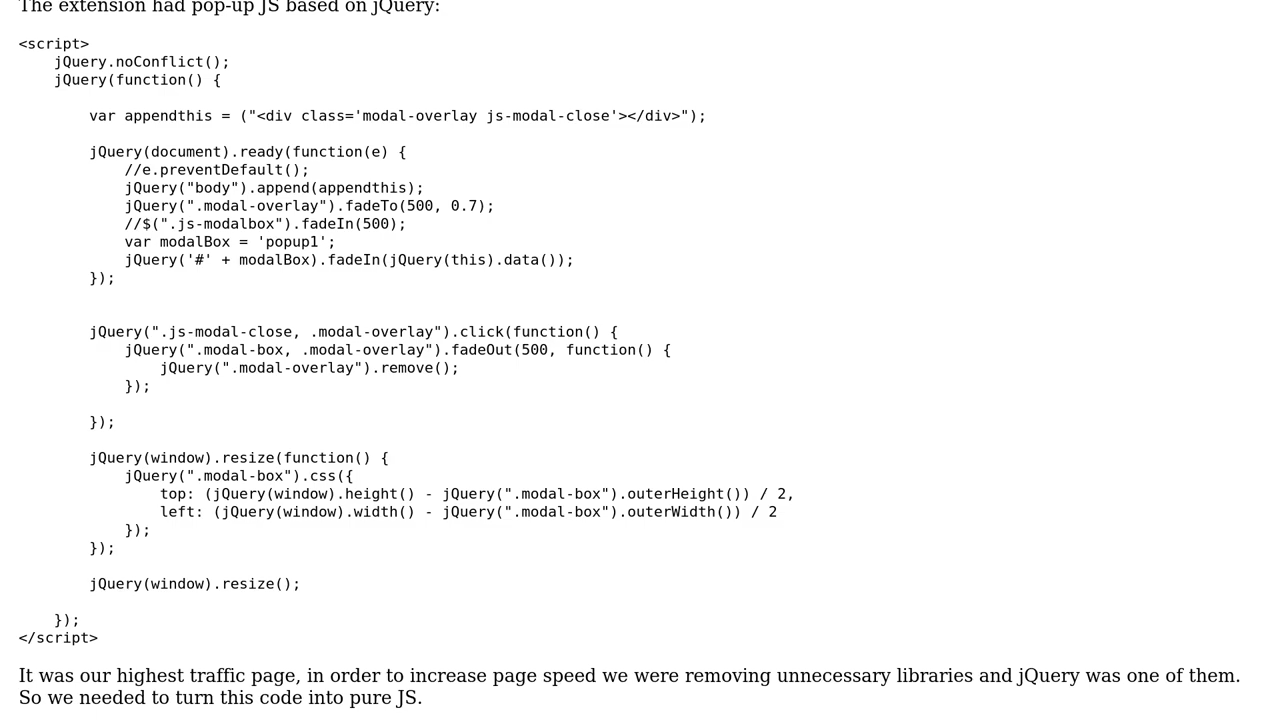 The extension had pop-up JS based on jQuery:
<script>
    jQuery.noConflict();
    jQuery(function() {
        var appendthis = ("<div class='modal-overlay js-modal-close'></div>");
        jQuery(document).ready(function(e) {
            //e.preventDefault();
            jQuery("body").append(appendthis);
            jQuery(".modal-overlay").fadeTo(500, 0.7);
            //$(".js-modalbox").fadeIn(500);
            var modalBox = 'popup1';
            jQuery('#' + modalBox).fadeIn(jQuery(this).data());
        });
        jQuery(".js-modal-close, .modal-overlay").click(function() {
            jQuery(".modal-box, .modal-overlay").fadeOut(500, function() {
                jQuery(".modal-overlay").remove();
            });
        });
        jQuery(window).resize(function() {
            jQuery(".modal-box").css({
                top: (jQuery(window).height() - jQuery(".modal-box").outerHeight()) / 2,
                left: (jQuery(window).width() - jQuery(".modal-box").outerWidth()) / 2
            });
        });
        jQuery(window).resize();
    });
</script>
It was our highest traffic page, in order to increase page speed we were removing unnecessary libraries and jQuery was one of them.
So we needed to turn this code into pure JS.